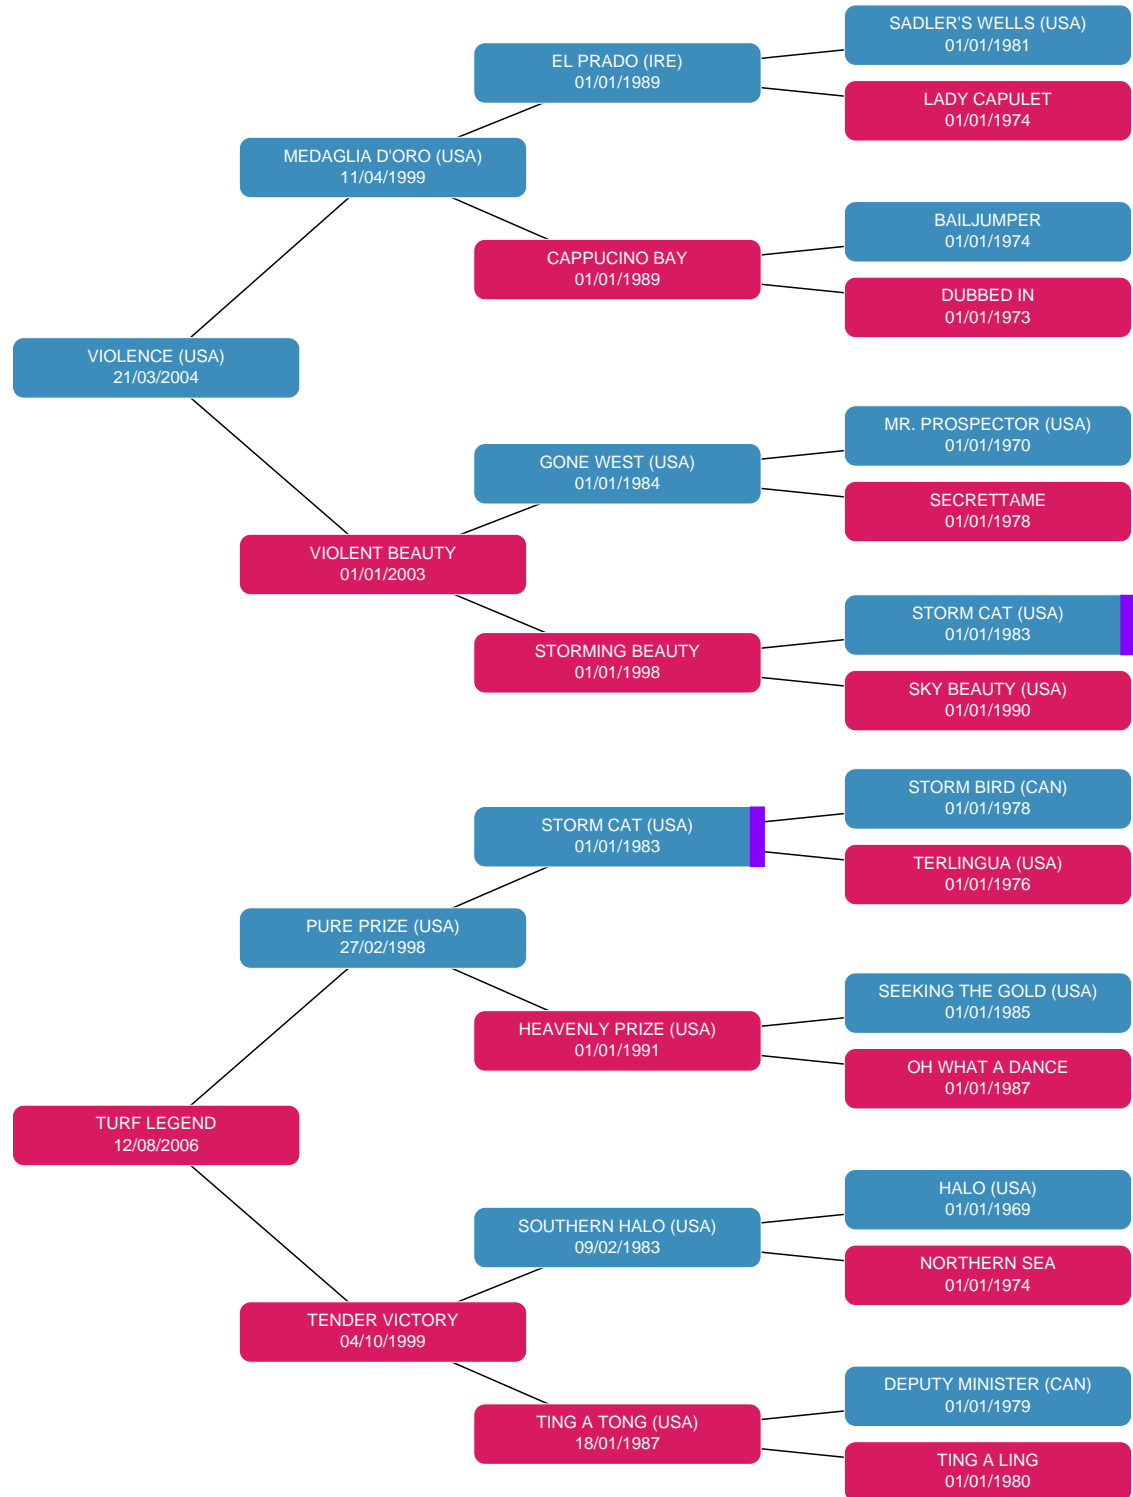 SADLER'S WELLS (USA)
01/01/1981
EL PRADO (IRE)
01/01/1989
LADY CAPULET
01/01/1974
MEDAGLIA D'ORO (USA)
11/04/1999
BAILJUMPER
01/01/1974
CAPPUCINO BAY
01/01/1989
DUBBED IN
01/01/1973
VIOLENCE (USA)
21/03/2004
MR. PROSPECTOR (USA)
01/01/1970
GONE WEST (USA)
01/01/1984
SECRETTAME
01/01/1978
VIOLENT BEAUTY
01/01/2003
STORM CAT (USA)
01/01/1983
STORMING BEAUTY
01/01/1998
SKY BEAUTY (USA)
01/01/1990
STORM BIRD (CAN)
01/01/1978
STORM CAT (USA)
01/01/1983
TERLINGUA (USA)
01/01/1976
PURE PRIZE (USA)
27/02/1998
SEEKING THE GOLD (USA)
01/01/1985
HEAVENLY PRIZE (USA)
01/01/1991
OH WHAT A DANCE
01/01/1987
TURF LEGEND
12/08/2006
HALO (USA)
01/01/1969
SOUTHERN HALO (USA)
09/02/1983
NORTHERN SEA
01/01/1974
TENDER VICTORY
04/10/1999
DEPUTY MINISTER (CAN)
01/01/1979
TING A TONG (USA)
18/01/1987
TING A LING
01/01/1980